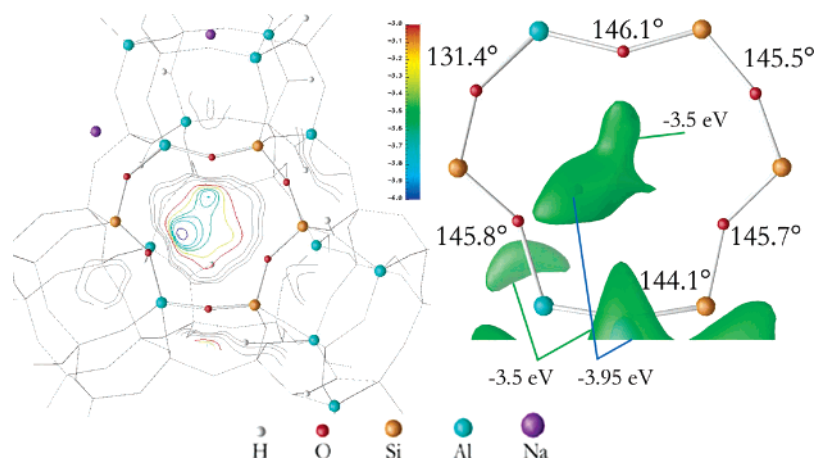 -3.0
-3.1
-3.2
-3.3
-3.4
-3.5
-3.6
-3.7
-3.8
-3.9
-4.0
131.4°
146.1°
145.5°
-3.5 eV
145.8°
145.7°
144.1°
-3.5 eV
-3.95 eV
H
O
Si
Al
Na